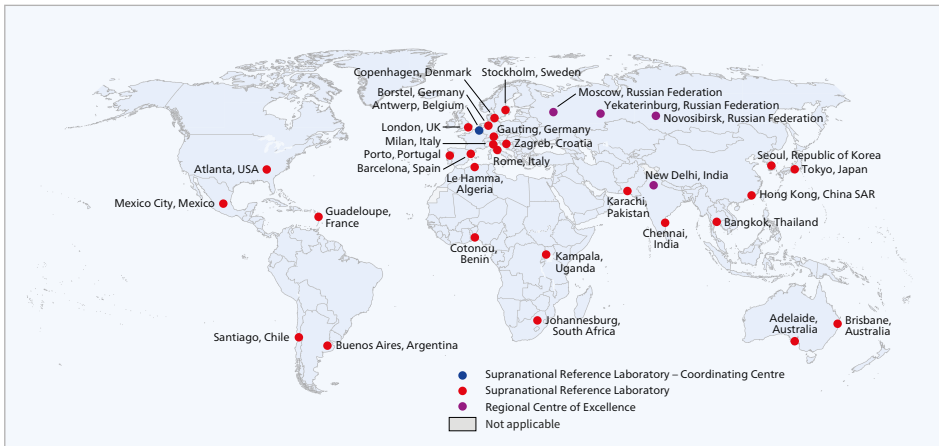 Copenhagen, Denmark
Stockholm, Sweden
Borstel, Germany
Antwerp, Belgium
Moscow, Russian Federation
Yekaterinburg, Russian Federation
Novosibirsk, Russian Federation
London, UK
Gauting, Germany
Milan, Italy
Zagreb, Croatia
Porto, Portugal
Rome, Italy
Barcelona, Spain
Seoul, Republic of Korea
Tokyo, Japan
Atlanta, USA
Le Hamma,
Algeria
New Delhi, India
Karachi,
Pakistan
Hong Kong, China SAR
Mexico City, Mexico
Guadeloupe,
France
Bangkok, Thailand
Chennai,
India
Cotonou,
Benin
Kampala,
Uganda
Johannesburg,
South Africa
Adelaide,
Australia
Brisbane,
Australia
Santiago, Chile
Buenos Aires, Argentina
Supranational Reference Laboratory – Coordinating Centre
Supranational Reference Laboratory
Regional Centre of Excellence
Not applicable